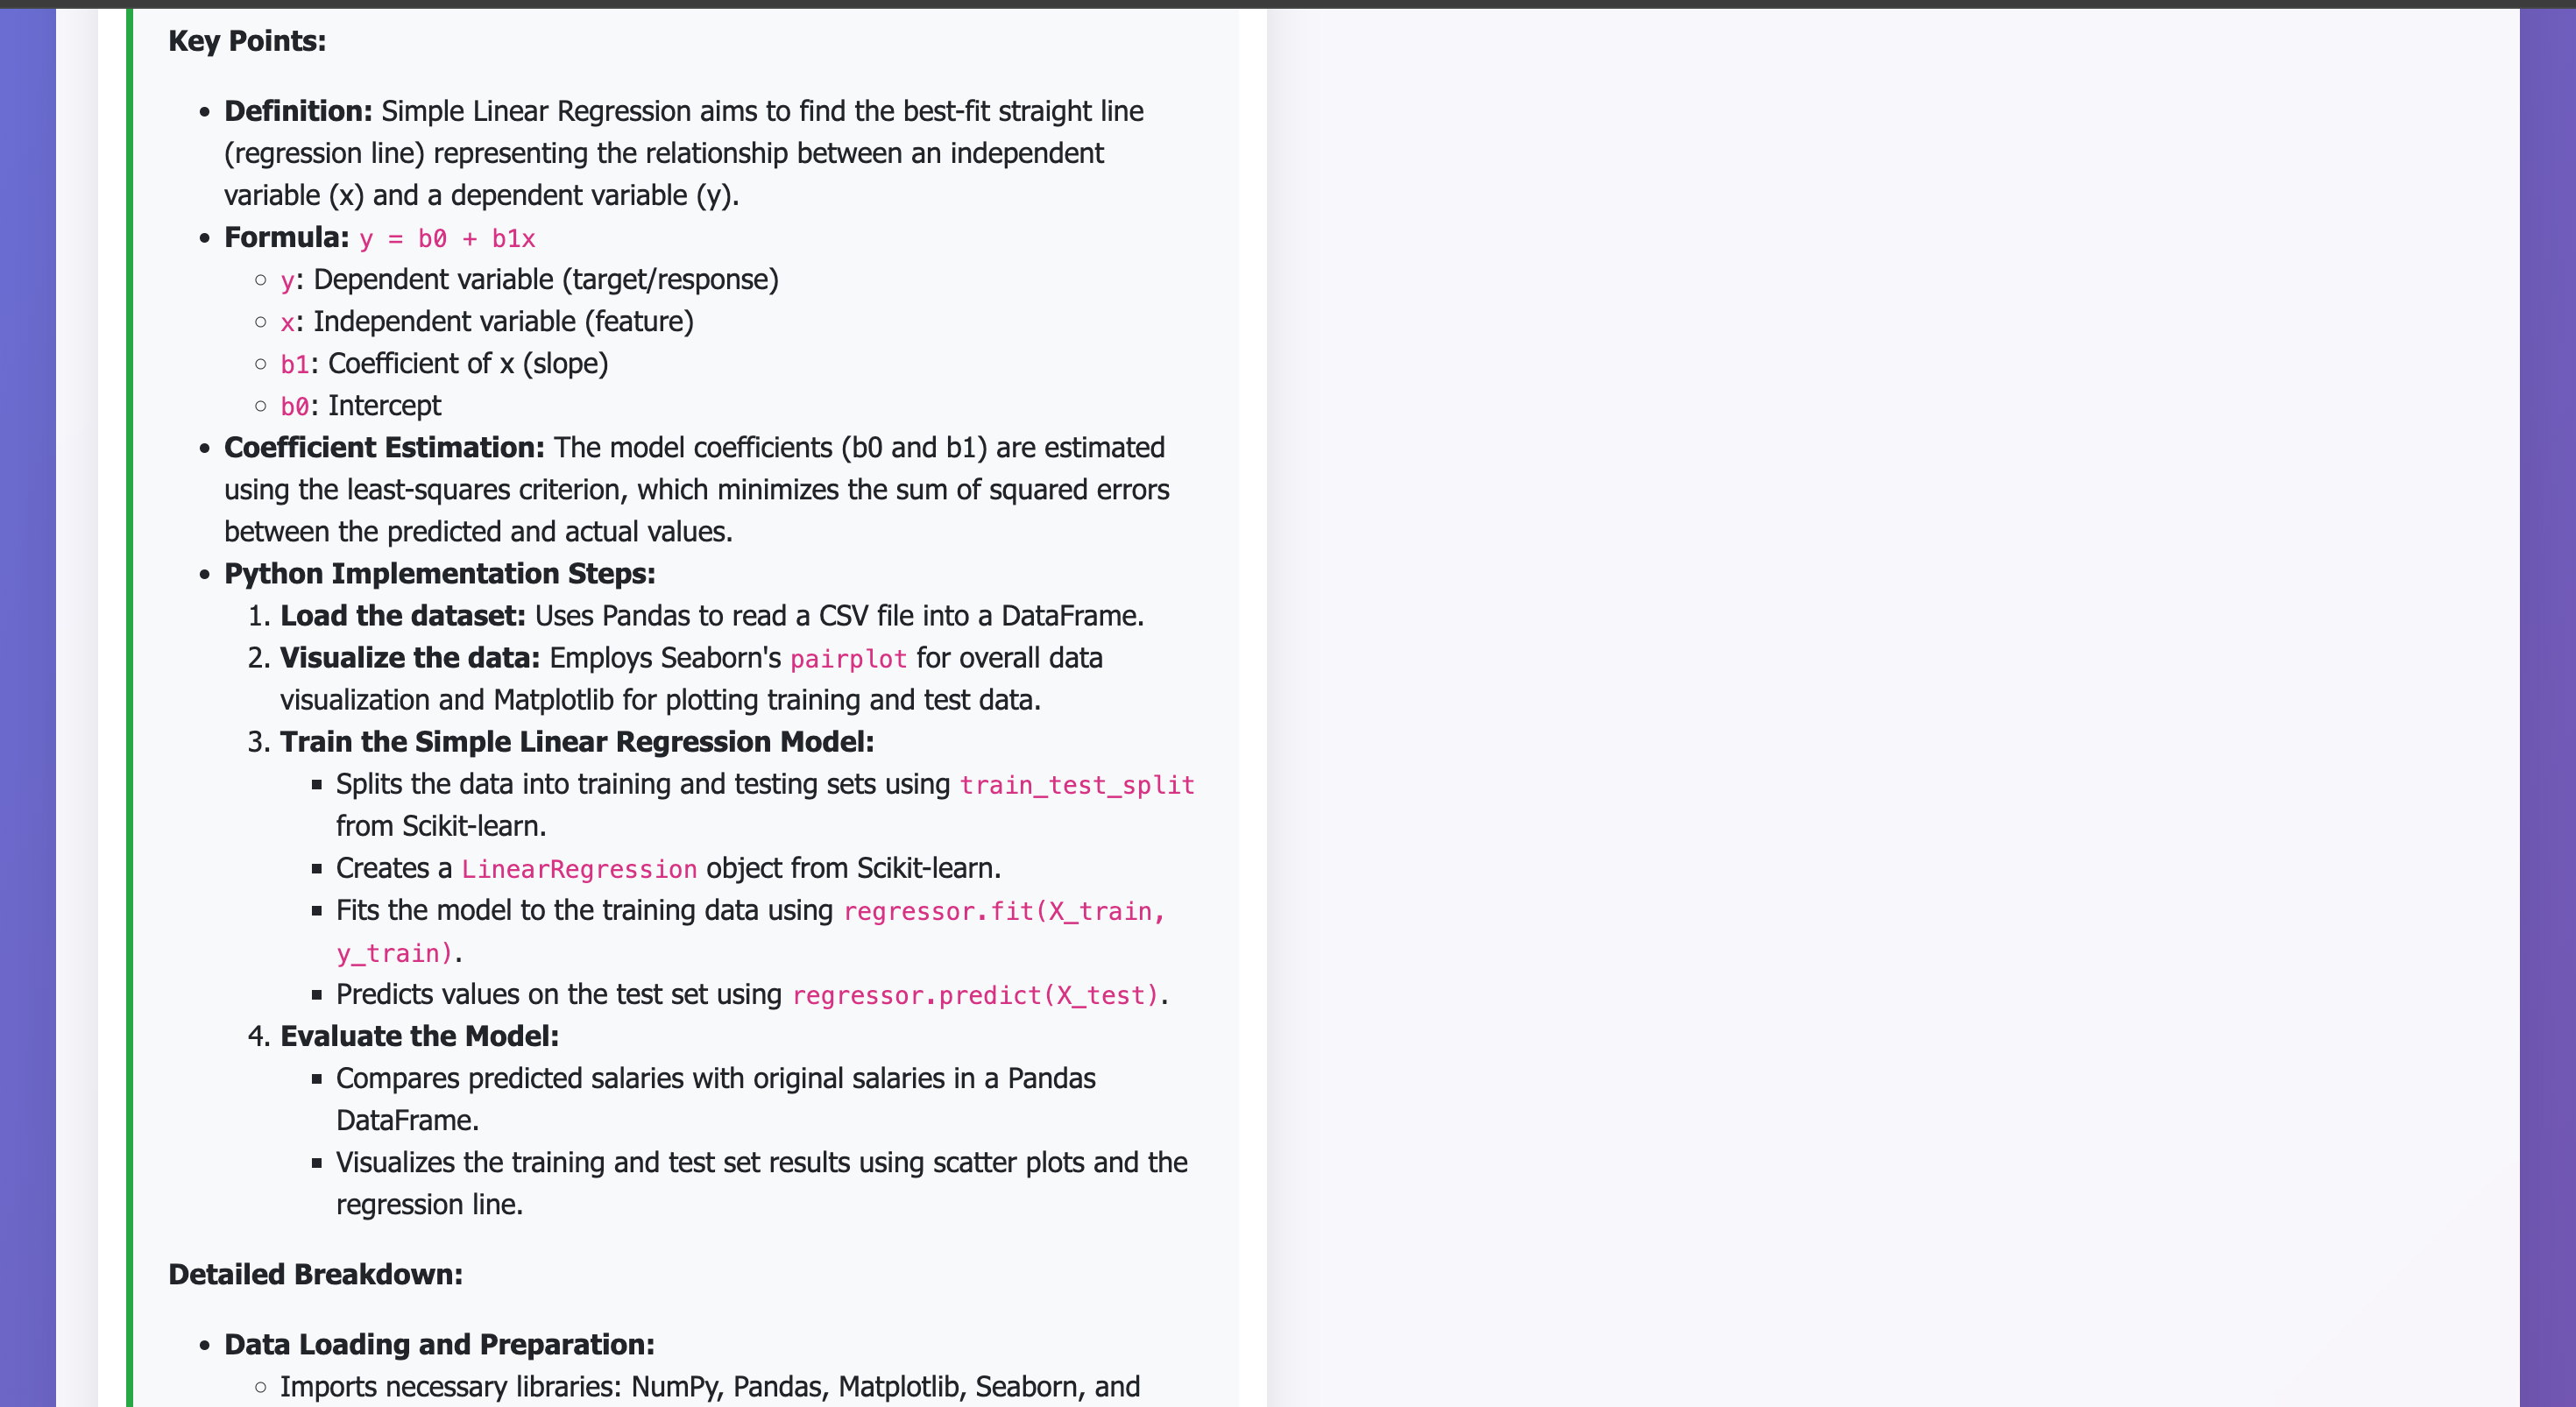 Key Points:
• Definition: Simple Linear Regression aims to find the best-fit straight line
(regression line) representing the relationship between an independent
variable (x) and a dependent variable (y).
• Formula: y = b0 + b1x
○ y: Dependent variable (target/response)
○ x: Independent variable (feature)
○ b1: Coefficient of x (slope)
○ b0: Intercept
• Coefficient Estimation: The model coefficients (b0 and b1) are estimated
using the least-squares criterion, which minimizes the sum of squared errors
between the predicted and actual values.
• Python Implementation Steps:
1. Load the dataset: Uses Pandas to read a CSV file into a DataFrame.
2. Visualize the data: Employs Seaborn's pairplot for overall data
visualization and Matplotlib for plotting training and test data.
3. Train the Simple Linear Regression Model:
▪ Splits the data into training and testing sets using train_test_split
from Scikit-learn.
▪ Creates a LinearRegression object from Scikit-learn.
▪ Fits the model to the training data using regressor.fit(X_train,
y_train).
▪ Predicts values on the test set using regressor.predict(X_test).
4. Evaluate the Model:
▪ Compares predicted salaries with original salaries in a Pandas
DataFrame.
▪ Visualizes the training and test set results using scatter plots and the
regression line.
Detailed Breakdown:
• Data Loading and Preparation:
○ Imports necessary libraries: NumPy, Pandas, Matplotlib, Seaborn, and